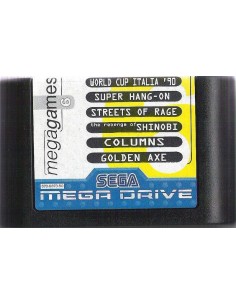 megagames 6
WORLD CUP ITALIA '90
SUPER HANG-ON
STREETS OF RAGE
the revenge of SHINOBI
COLUMNS
GOLDEN AXE
SEGA
MEGA DRIVE